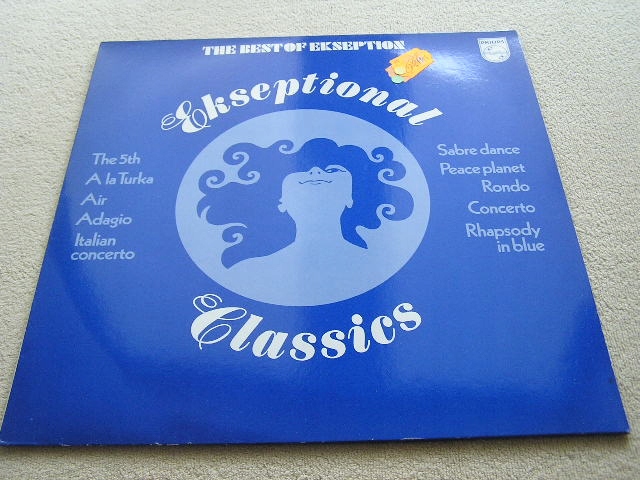 THE BEST OF EKSEPTION
PHILIPS
Ekseptional
The 5th
A la Turka
Air
Adagio
Italian
concerto
Sabre dance
Peace planet
Rondo
Concerto
Rhapsody
in blue
Classics